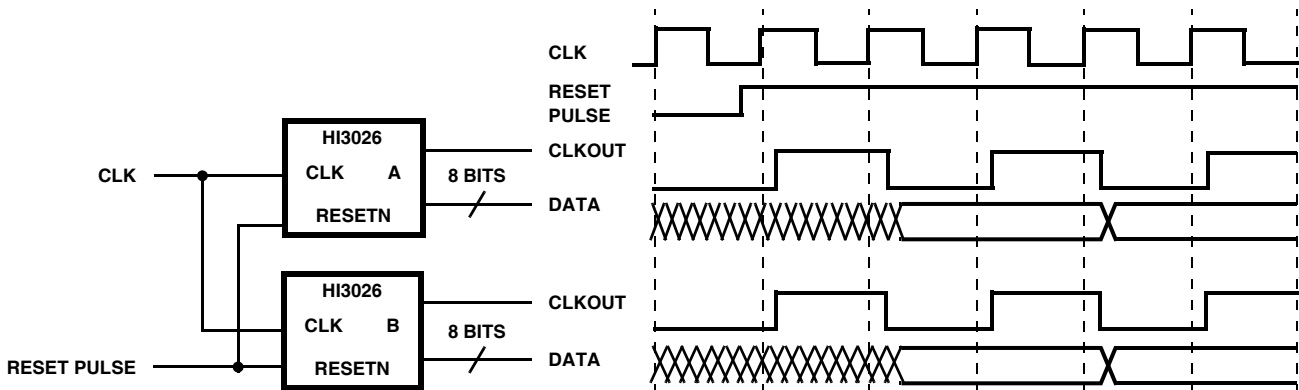 CLK
RESET
PULSE
HI3026
CLKOUT
CLK
CLK A
8 BITS
RESETN
DATA
HI3026
CLKOUT
CLK B
8 BITS
RESET PULSE
RESETN
DATA